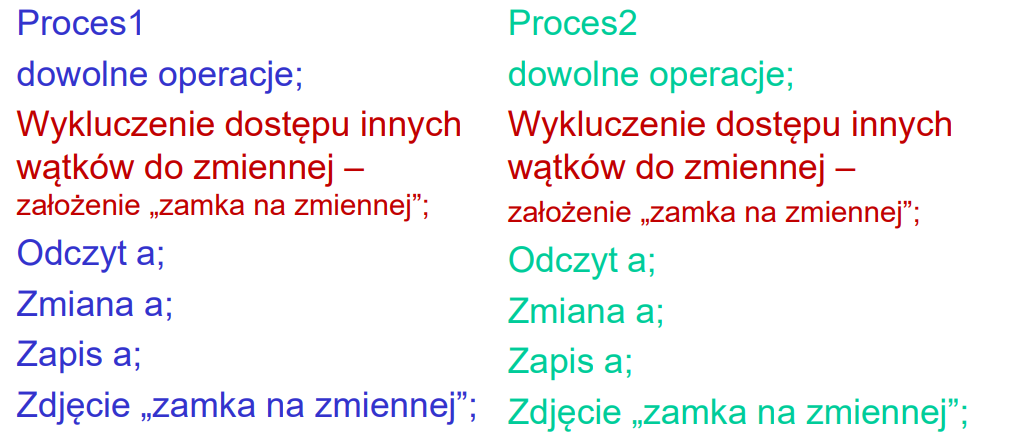 Proces1
dowolne operacje;
Wykluczenie dostępu innych
wątków do zmiennej –
założenie „zamka na zmiennej”;
Odczyt a;
Zmiana a;
Zapis a;
Zdjęcie „zamka na zmiennej”;
Proces2
dowolne operacje;
Wykluczenie dostępu innych
wątków do zmiennej –
założenie „zamka na zmiennej”;
Odczyt a;
Zmiana a;
Zapis a;
Zdjęcie „zamka na zmiennej”;